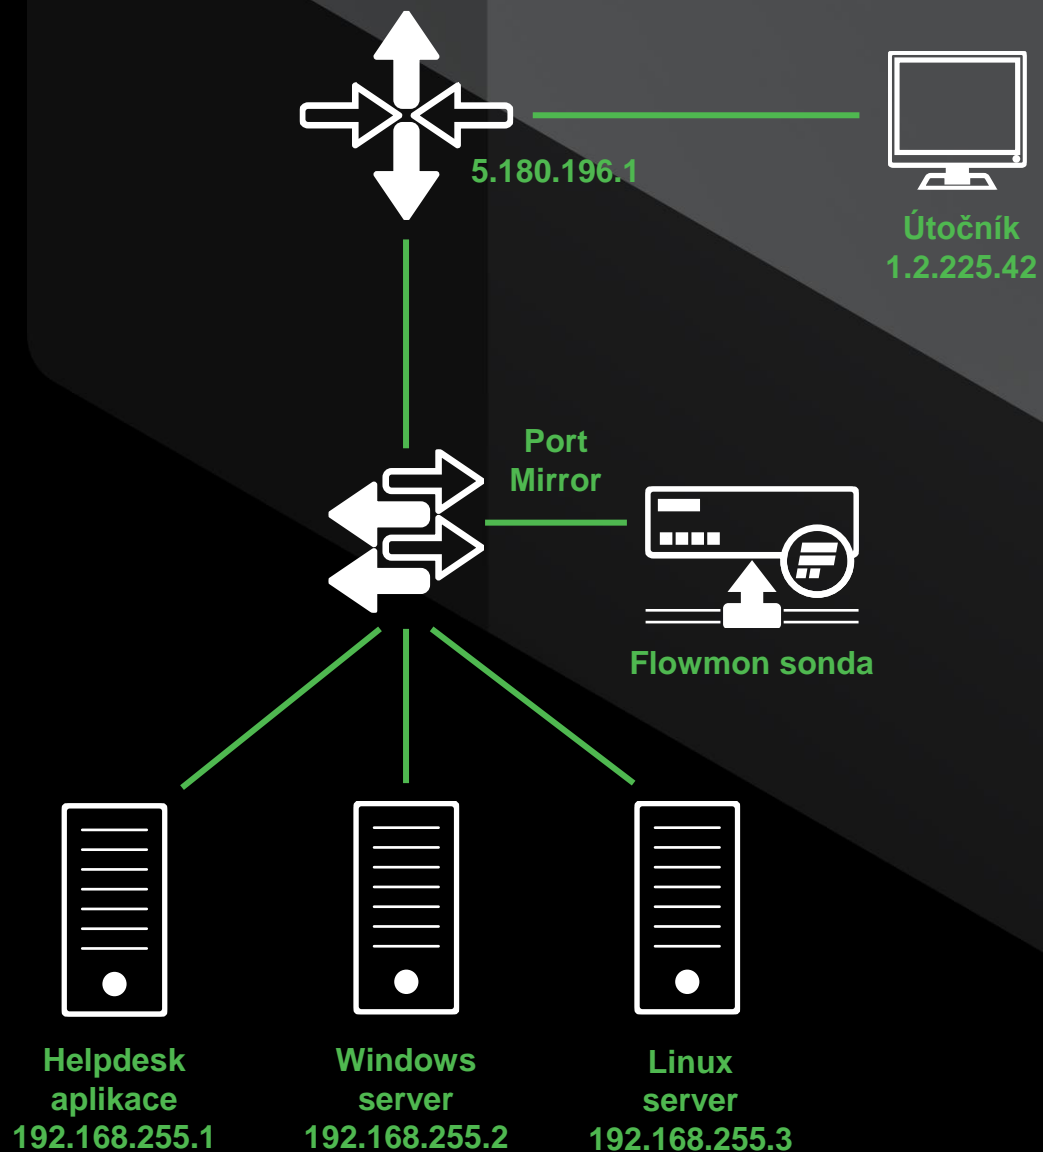 5.180.196.1
Útočník
1.2.225.42
Port
Mirror
Flowmon sonda
Helpdesk
aplikace
192.168.255.1
Windows
server
192.168.255.2
Linux
server
192.168.255.3